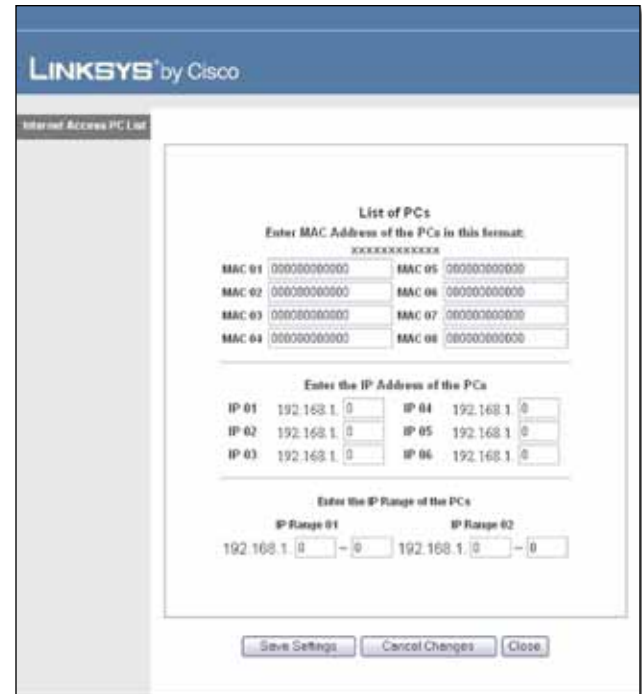 LINKSYS® by Cisco
Internet Access PC List
List of PCs
Enter MAC Address of the PCs in this format:
xxxxxxxxxxxx
MAC 01 000000000000 MAC 05 000000000000
MAC 02 000000000000 MAC 06 000000000000
MAC 03 000000000000 MAC 07 000000000000
MAC 04 000000000000 MAC 08 000000000000
Enter the IP Address of the PCs
IP 01 192.168.1. 0 IP 04 192.168.1. 0
IP 02 192.168.1. 0 IP 05 192.168.1. 0
IP 03 192.168.1. 0 IP 06 192.168.1. 0
Enter the IP Range of the PCs
IP Range 01 IP Range 02
192.168.1. 0 ~ 0 192.168.1. 0 ~ 0
Save Settings Cancel Changes Close